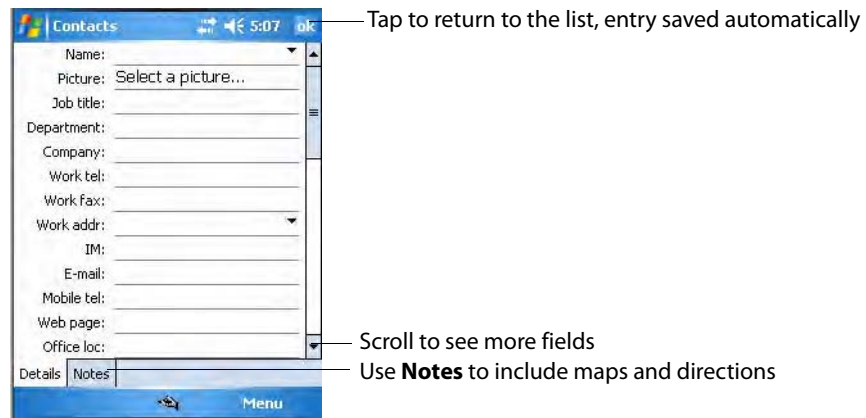 Contacts 5:07 ok
Tap to return to the list, entry saved automatically
Name:
Picture: Select a picture...
Job title:
Department:
Company:
Work tel:
Work fax:
Work addr:
IM:
E-mail:
Mobile tel:
Web page:
Office loc:
Scroll to see more fields
Details Notes
Use Notes to include maps and directions
Menu